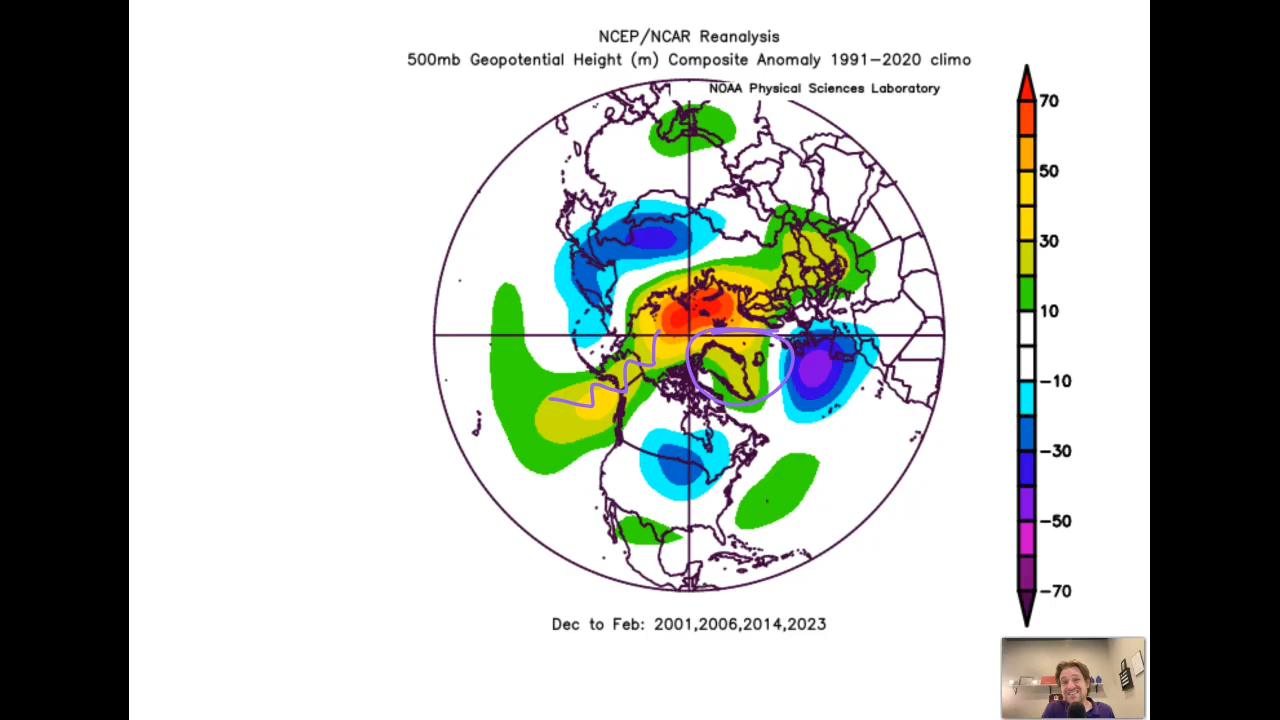 NCEP/NCAR Reanalysis
500mb Geopotential Height (m) Composite Anomaly 1991−2020 climo
NOAA Physical Sciences Laboratory
70
50
30
10
−10
−30
−50
−70
Dec to Feb: 2001,2006,2014,2023